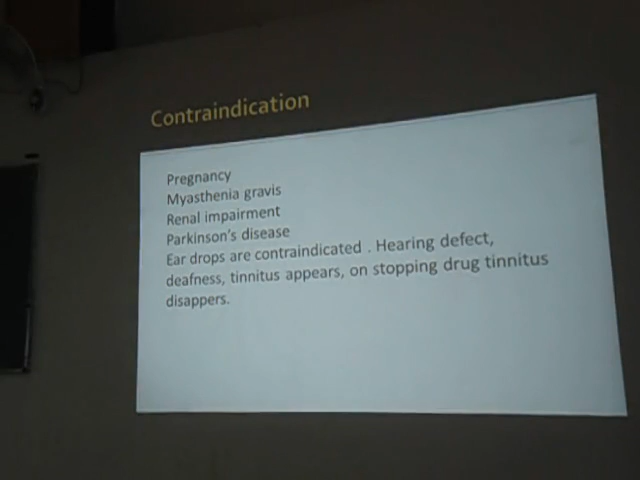 Contraindication
Pregnancy
Myasthenia gravis
Renal impairment
Parkinson's disease
Ear drops are contraindicated . Hearing defect,
deafness, tinnitus appears, on stopping drug tinnitus
disappers.